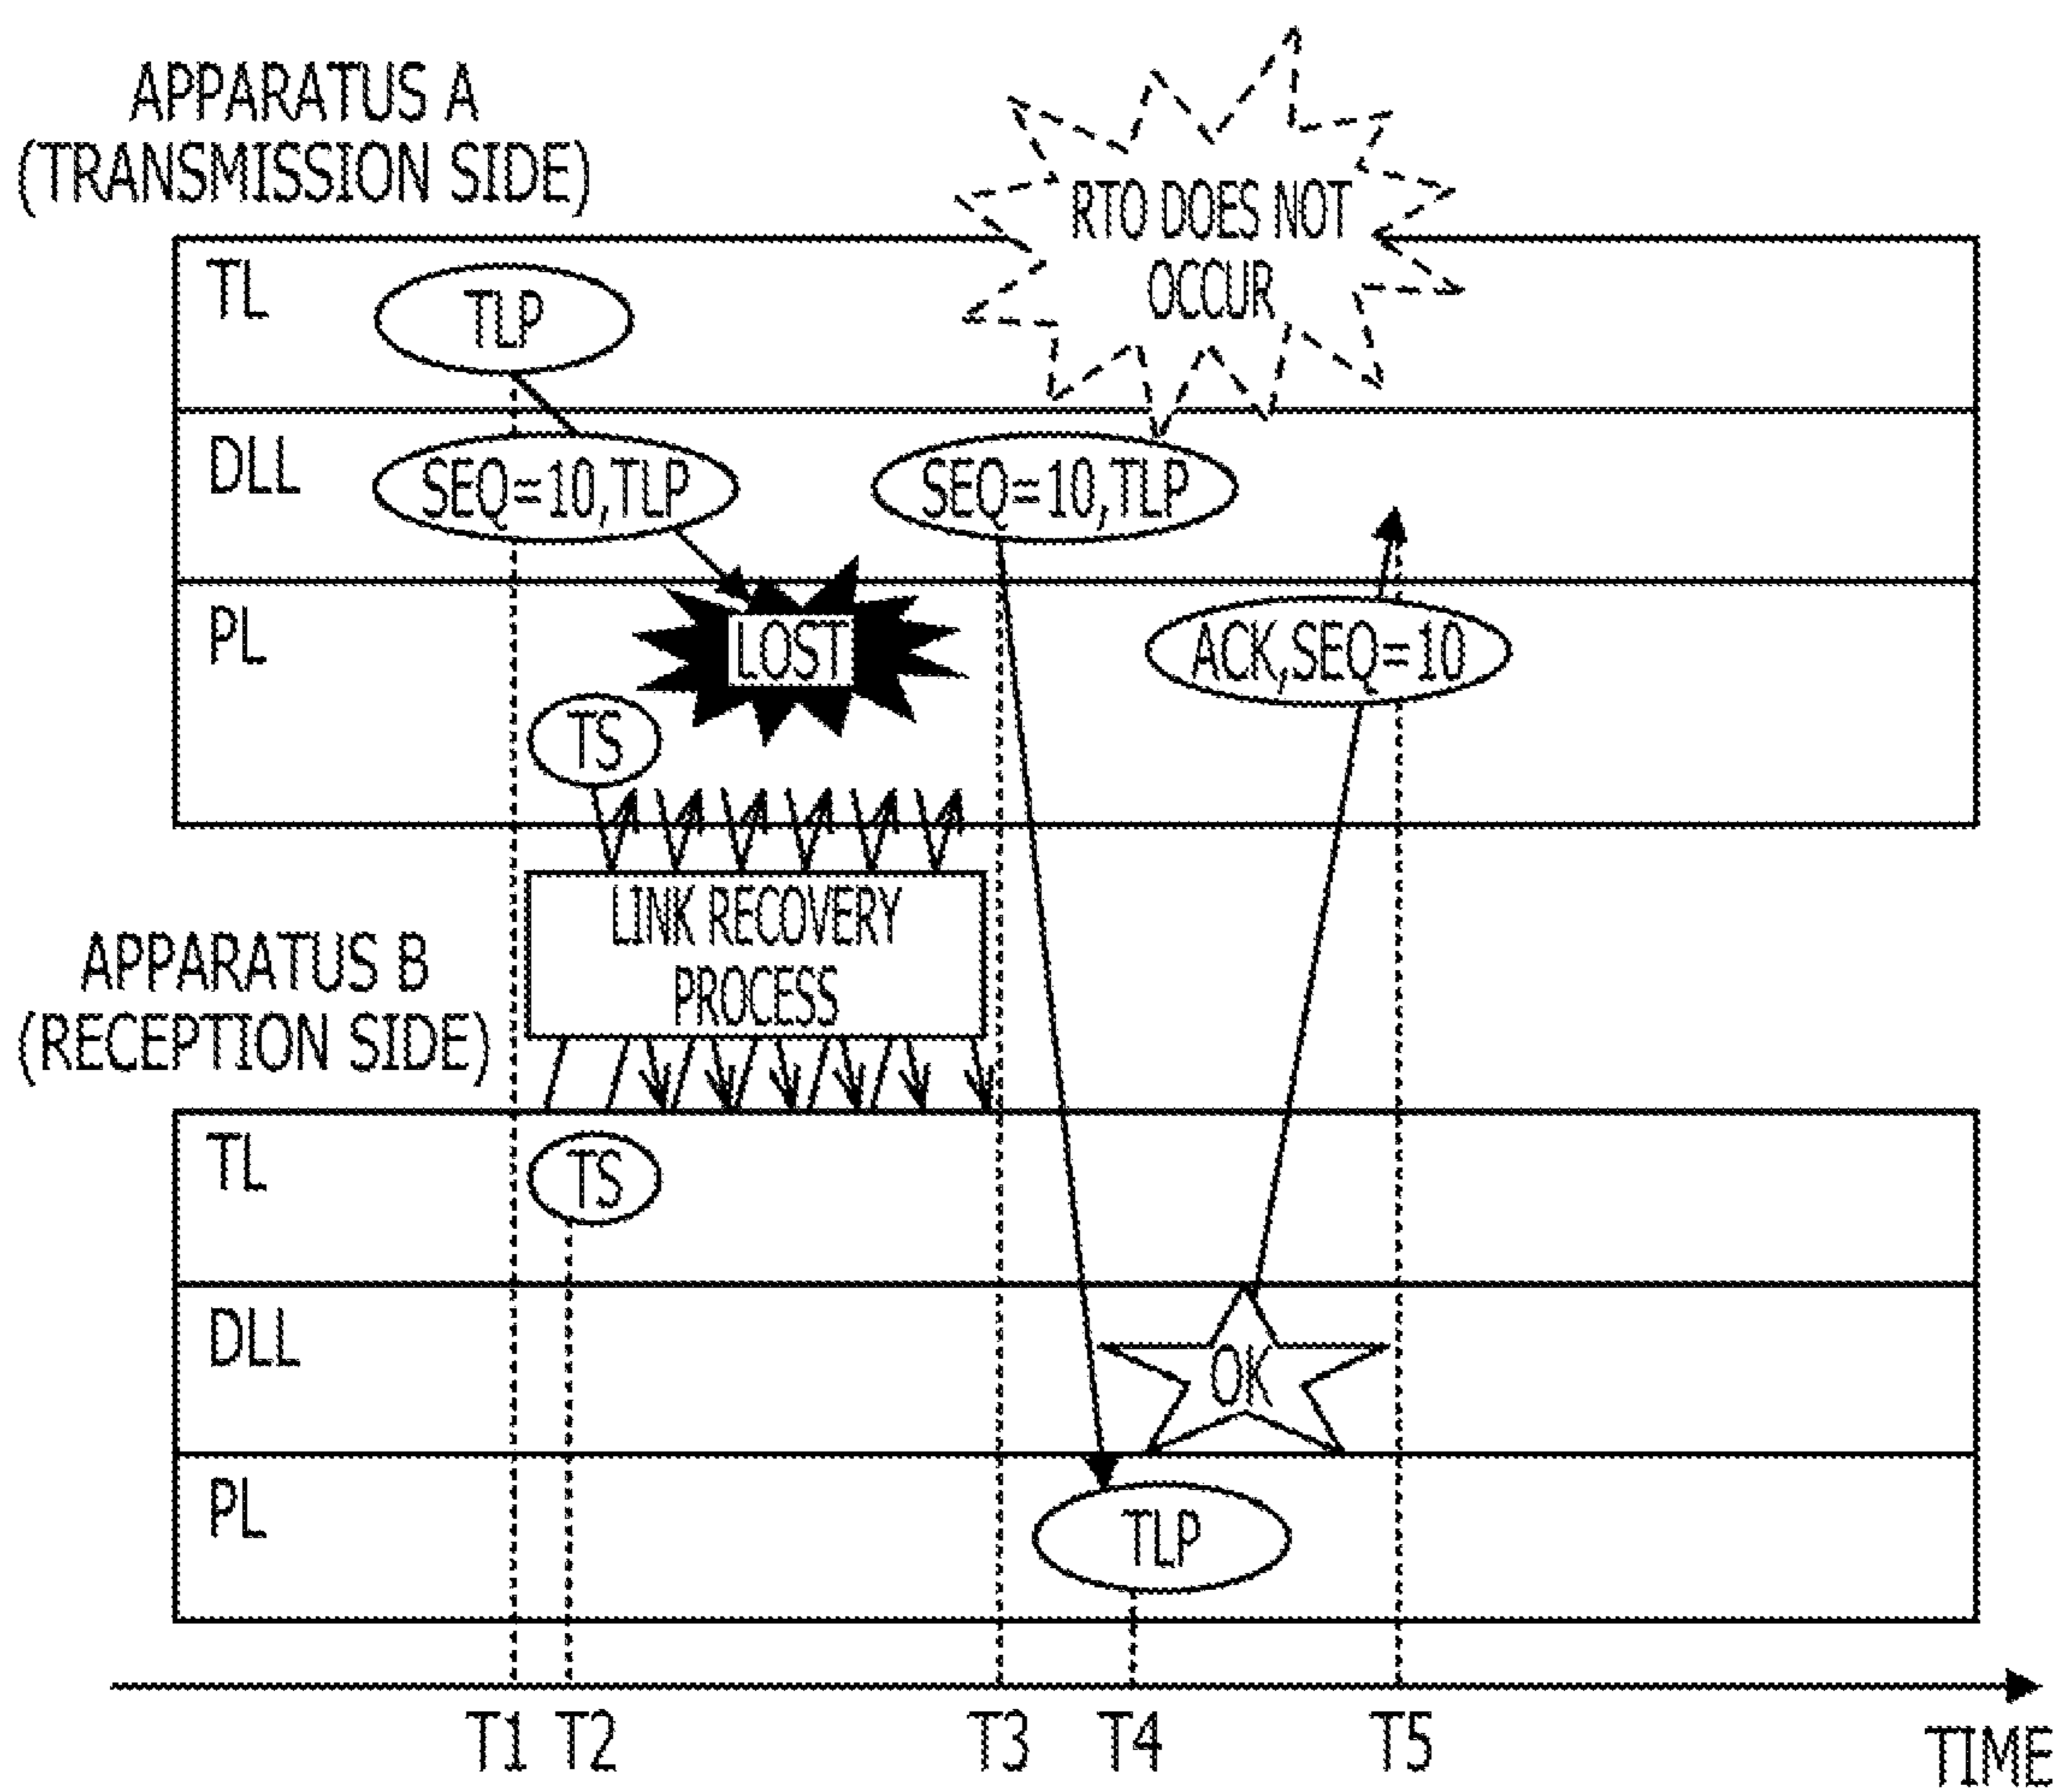 APPARATUS A
(TRANSMISSION SIDE)
RTO DOES NOT
OCCUR
TL
TLP
DLL
SEQ=10,TLP
SEQ=10,TLP
PL
LOST
ACK,SEQ=10
TS
LINK RECOVERY
PROCESS
APPARATUS B
(RECEPTION SIDE)
TL
TS
DLL
OK
PL
TLP
T1
T2
T3
T4
T5
TIME